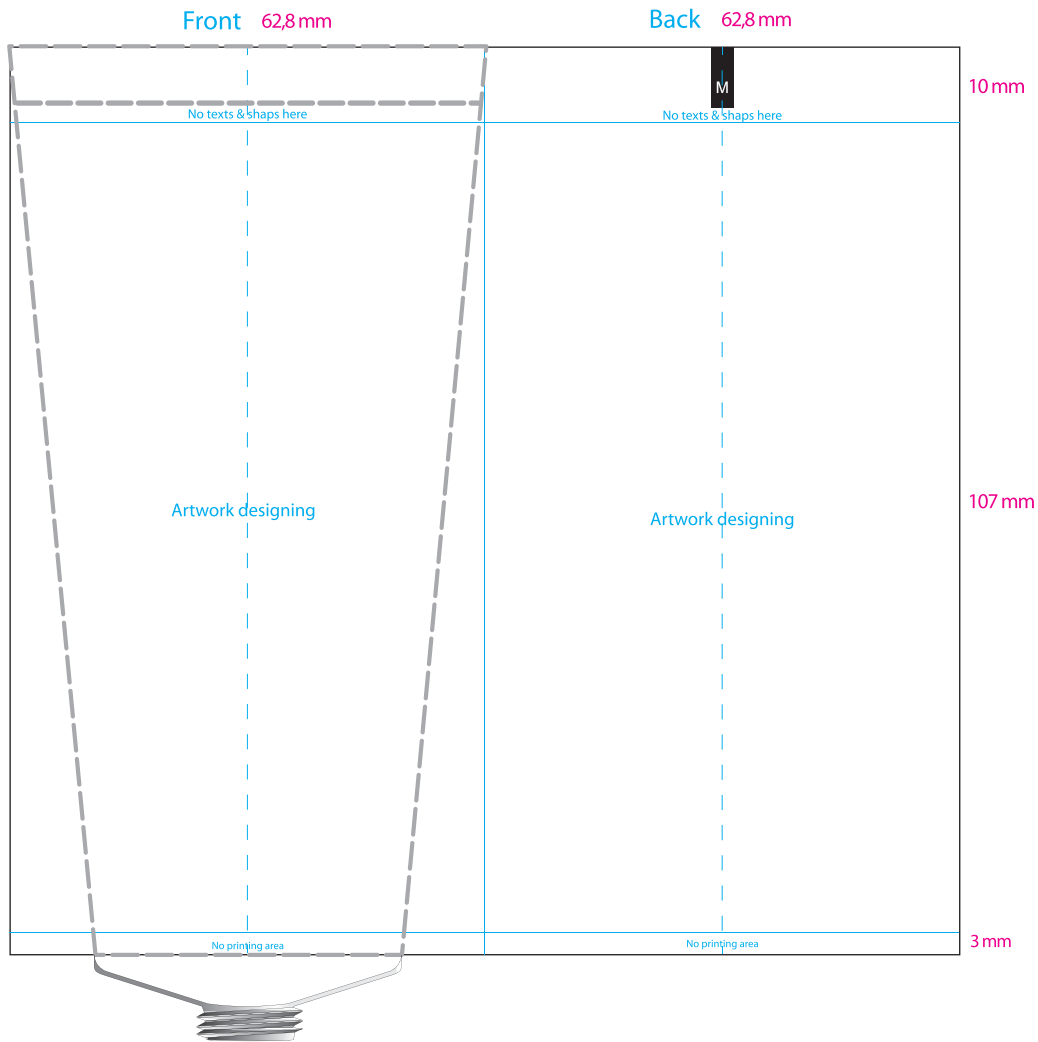 Front 62,8 mm
Back 62,8 mm
M
10 mm
No texts & shaps here
No texts & shaps here
107 mm
Artwork designing
Artwork designing
No printing area
No printing area
3 mm